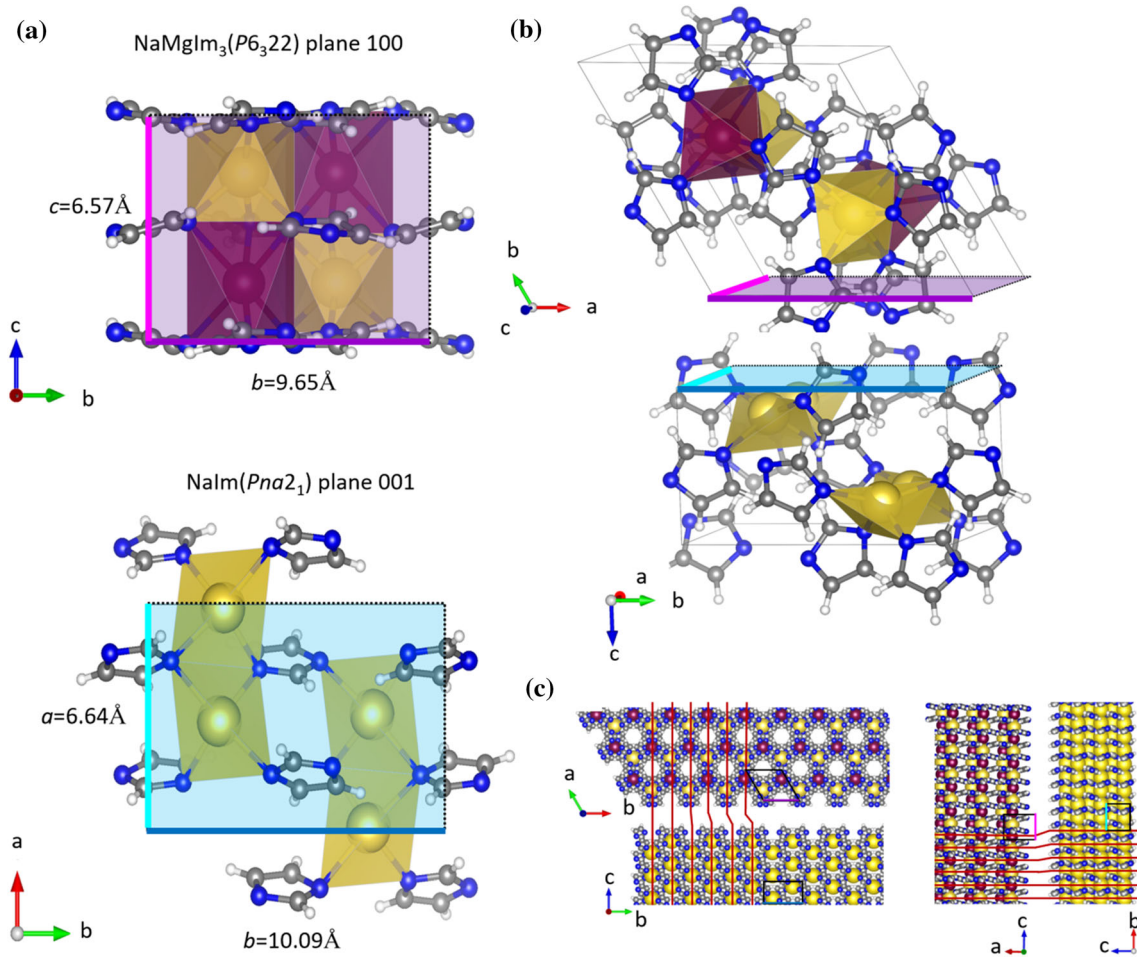 (a)
NaMgIm₃(P6₃22) plane 100
c=6.57Å
b=9.65Å
c
b
NaIm(Pna2₁) plane 001
a=6.64Å
b=10.09Å
a
b
(b)
b
a
c
a
b
c
(c)
a
b
c
b
a
c
b
c